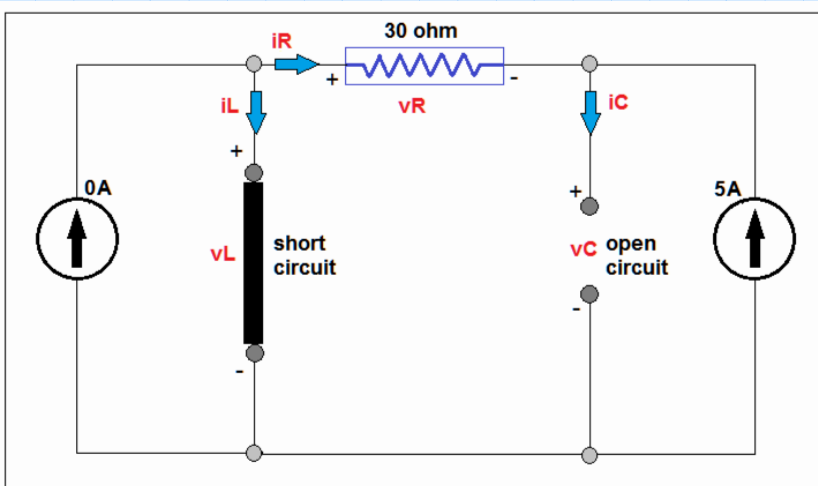 30 ohm
iR
+
-
vR
iL
iC
+
+
0A
5A
vL
short
circuit
vC
open
circuit
-
-